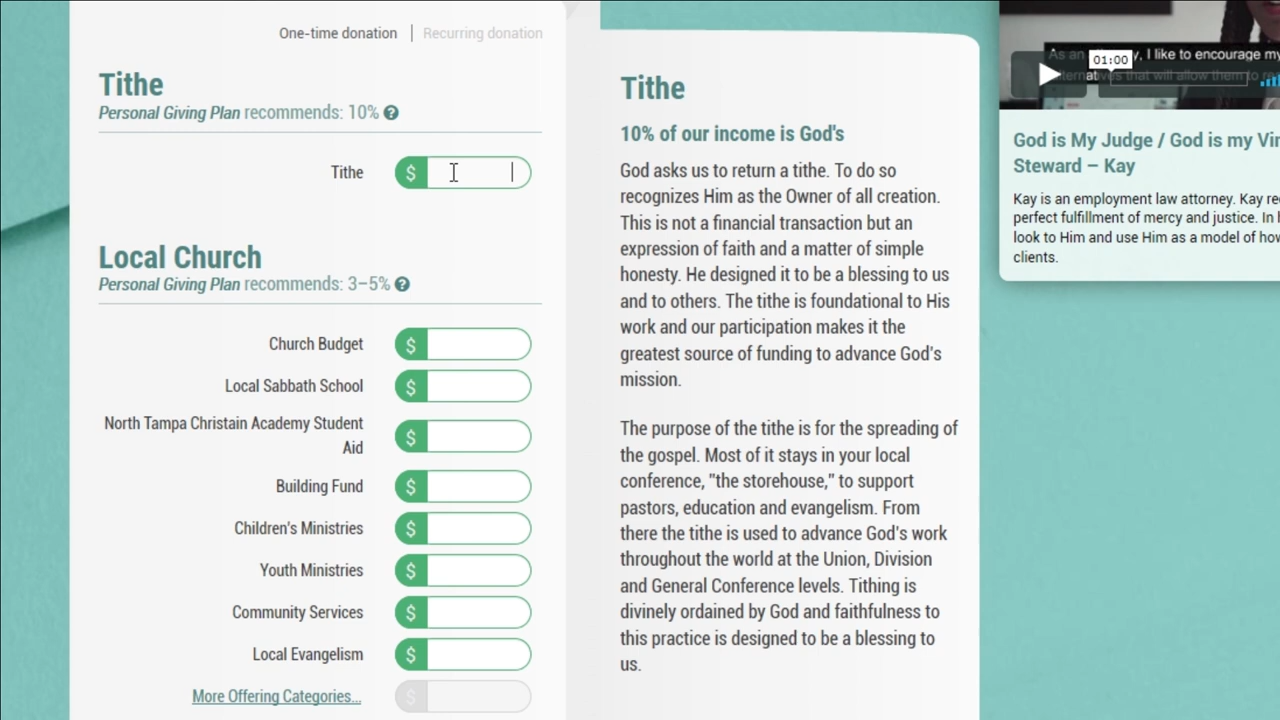 One-time donation | Recurring donation
Tithe
Personal Giving Plan recommends: 10% ?
Tithe $
Local Church
Personal Giving Plan recommends: 3–5% ?
Church Budget $
Local Sabbath School $
North Tampa Christain Academy Student
Aid $
Building Fund $
Children's Ministries $
Youth Ministries $
Community Services $
Local Evangelism $
More Offering Categories... $
Tithe
10% of our income is God's
God asks us to return a tithe. To do so
recognizes Him as the Owner of all creation.
This is not a financial transaction but an
expression of faith and a matter of simple
honesty. He designed it to be a blessing to us
and to others. The tithe is foundational to His
work and our participation makes it the
greatest source of funding to advance God's
mission.
The purpose of the tithe is for the spreading of
the gospel. Most of it stays in your local
conference, "the storehouse," to support
pastors, education and evangelism. From
there the tithe is used to advance God's work
throughout the world at the Union, Division
and General Conference levels. Tithing is
divinely ordained by God and faithfulness to
this practice is designed to be a blessing to
us.
As an I like to encourage my
that will allow them to
01:00
God is My Judge / God is my
Steward – Kay
Kay is an employment law attorney. Kay
perfect fulfillment of mercy and justice. In
look to Him and use Him as a model of how
clients.